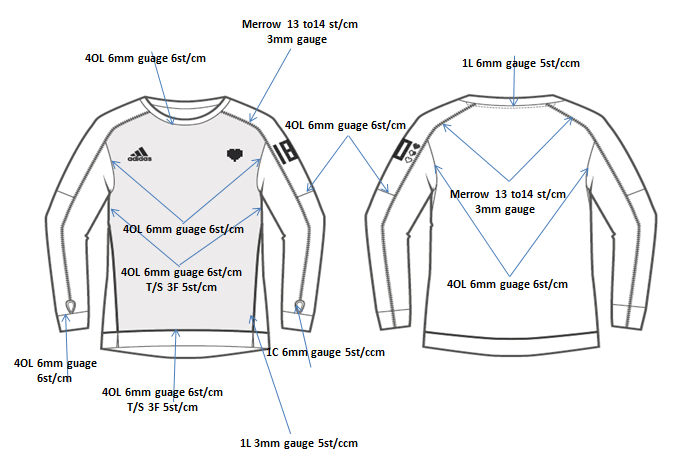 Merrow 13 to14 st/cm
3mm gauge
4OL 6mm guage 6st/cm
1L 6mm guage 5st/ccm
4OL 6mm guage 6st/cm
adidas
18
Merrow 13 to14 st/cm
3mm gauge
4OL 6mm guage 6st/cm
4OL 6mm guage 6st/cm
T/S 3F 5st/cm
4OL 6mm guage 6st/cm
1C 6mm gauge 5st/ccm
4OL 6mm guage
6st/cm
4OL 6mm guage 6st/cm
T/S 3F 5st/cm
1L 3mm gauge 5st/ccm